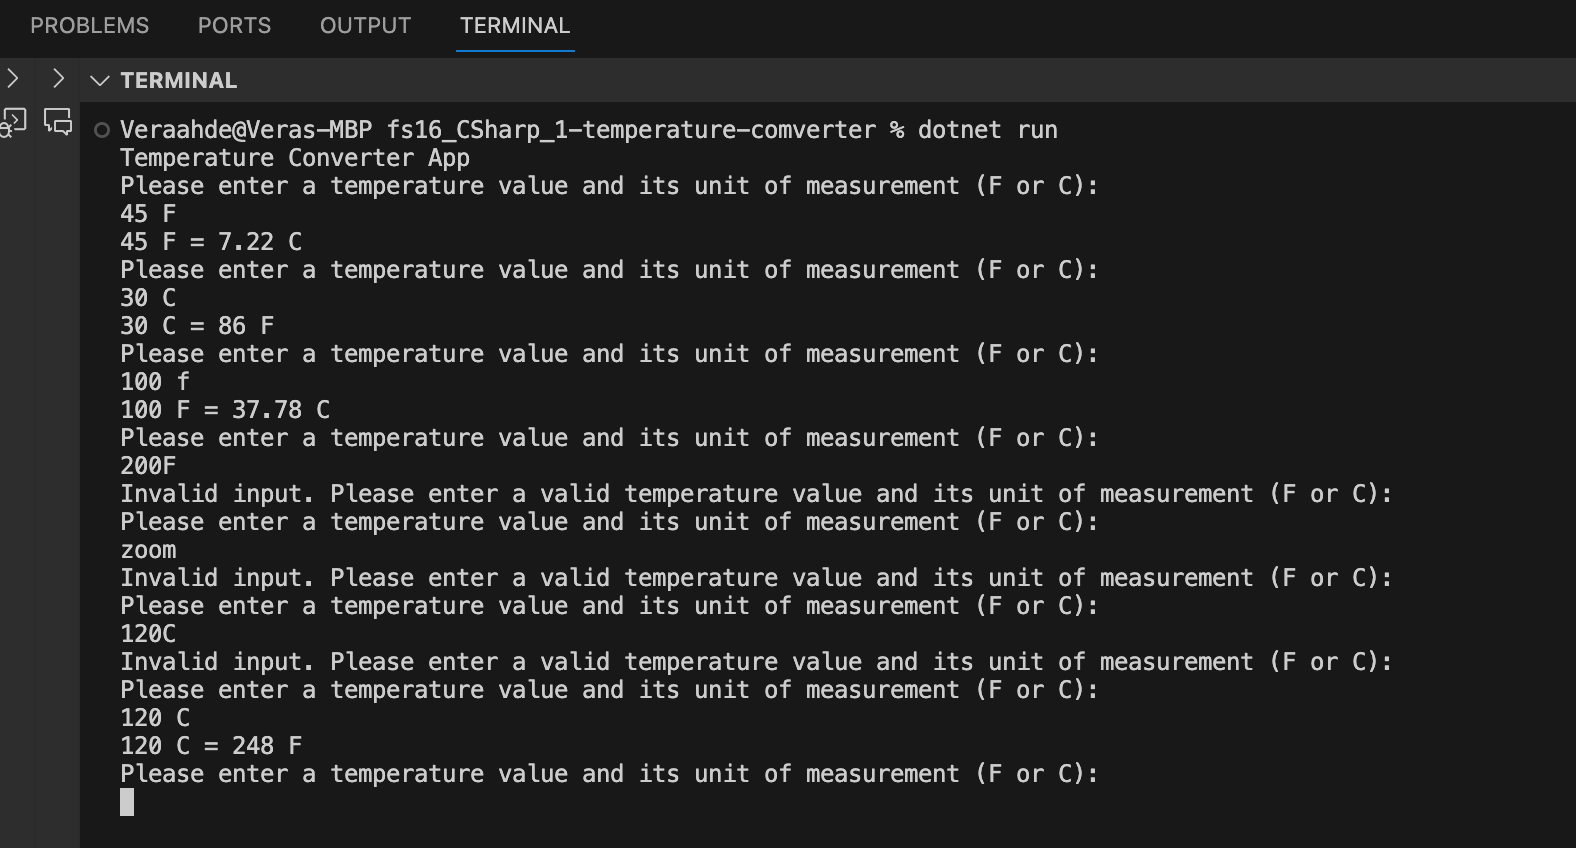 PROBLEMS PORTS OUTPUT TERMINAL
TERMINAL
Veraahde@Veras-MBP fs16_CSharp_1-temperature-comverter % dotnet run
Temperature Converter App
Please enter a temperature value and its unit of measurement (F or C):
45 F
45 F = 7.22 C
Please enter a temperature value and its unit of measurement (F or C):
30 C
30 C = 86 F
Please enter a temperature value and its unit of measurement (F or C):
100 f
100 F = 37.78 C
Please enter a temperature value and its unit of measurement (F or C):
200F
Invalid input. Please enter a valid temperature value and its unit of measurement (F or C):
Please enter a temperature value and its unit of measurement (F or C):
zoom
Invalid input. Please enter a valid temperature value and its unit of measurement (F or C):
Please enter a temperature value and its unit of measurement (F or C):
120C
Invalid input. Please enter a valid temperature value and its unit of measurement (F or C):
Please enter a temperature value and its unit of measurement (F or C):
120 C
120 C = 248 F
Please enter a temperature value and its unit of measurement (F or C):